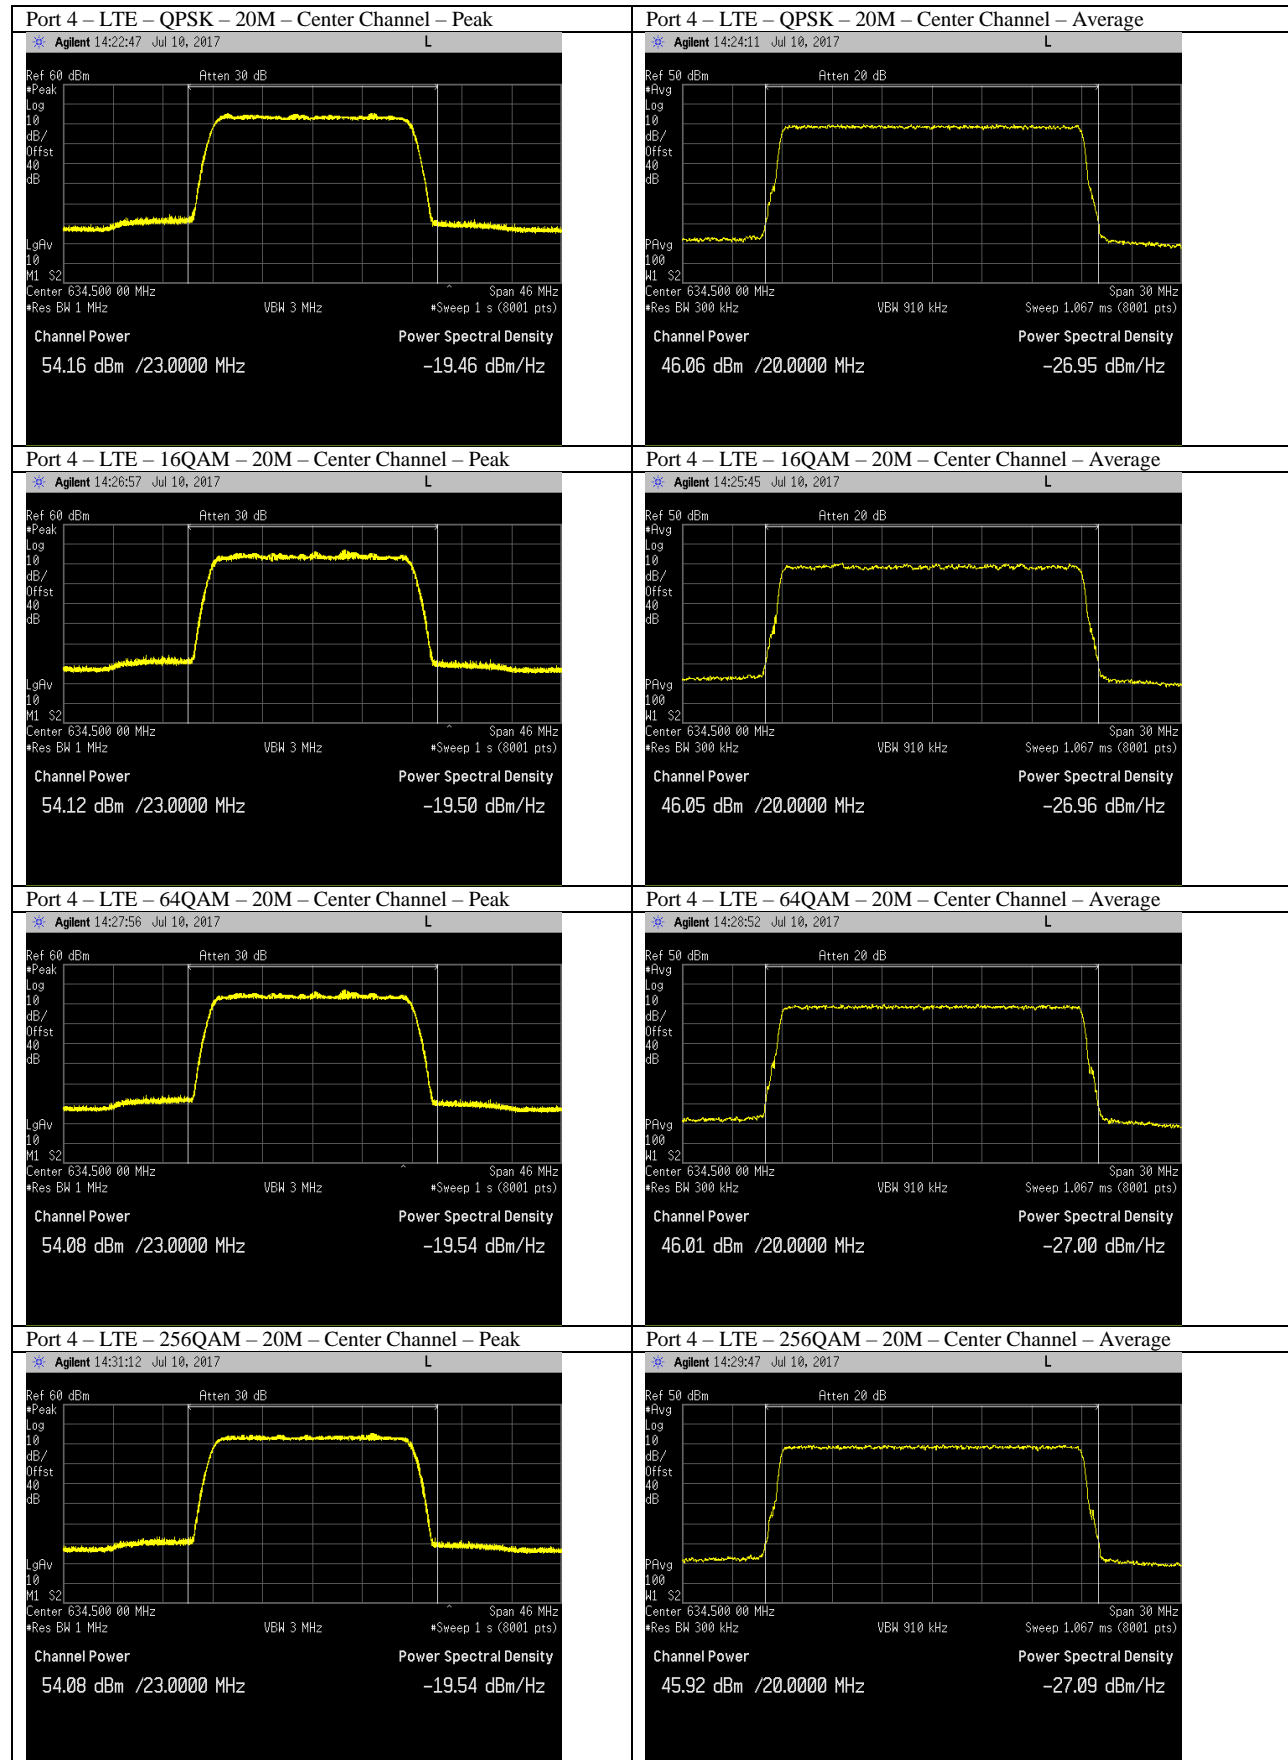 Port 4 – LTE – QPSK – 20M – Center Channel – Peak
Agilent 14:22:47 Jul 10, 2017 L
Ref 60 dBm Atten 30 dB
#Peak
Log
10
dB/
Offst
40
dB
LgAv
10
M1 S2
Center 634.500 00 MHz Span 46 MHz
#Res BW 1 MHz VBW 3 MHz #Sweep 1 s (8001 pts)
Channel Power Power Spectral Density
54.16 dBm /23.0000 MHz -19.46 dBm/Hz
Port 4 – LTE – QPSK – 20M – Center Channel – Average
Agilent 14:24:11 Jul 10, 2017 L
Ref 50 dBm Atten 20 dB
#Avg
Log
10
dB/
Offst
40
dB
PAvg
100
W1 S2
Center 634.500 00 MHz Span 30 MHz
#Res BW 300 kHz VBW 910 kHz Sweep 1.067 ms (8001 pts)
Channel Power Power Spectral Density
46.06 dBm /20.0000 MHz -26.95 dBm/Hz
Port 4 – LTE – 16QAM – 20M – Center Channel – Peak
Agilent 14:26:57 Jul 10, 2017 L
Ref 60 dBm Atten 30 dB
#Peak
Log
10
dB/
Offst
40
dB
LgAv
10
M1 S2
Center 634.500 00 MHz Span 46 MHz
#Res BW 1 MHz VBW 3 MHz #Sweep 1 s (8001 pts)
Channel Power Power Spectral Density
54.12 dBm /23.0000 MHz -19.50 dBm/Hz
Port 4 – LTE – 16QAM – 20M – Center Channel – Average
Agilent 14:25:45 Jul 10, 2017 L
Ref 50 dBm Atten 20 dB
#Avg
Log
10
dB/
Offst
40
dB
PAvg
100
W1 S2
Center 634.500 00 MHz Span 30 MHz
#Res BW 300 kHz VBW 910 kHz Sweep 1.067 ms (8001 pts)
Channel Power Power Spectral Density
46.05 dBm /20.0000 MHz -26.96 dBm/Hz
Port 4 – LTE – 64QAM – 20M – Center Channel – Peak
Agilent 14:27:56 Jul 10, 2017 L
Ref 60 dBm Atten 30 dB
#Peak
Log
10
dB/
Offst
40
dB
LgAv
10
M1 S2
Center 634.500 00 MHz Span 46 MHz
#Res BW 1 MHz VBW 3 MHz #Sweep 1 s (8001 pts)
Channel Power Power Spectral Density
54.08 dBm /23.0000 MHz -19.54 dBm/Hz
Port 4 – LTE – 64QAM – 20M – Center Channel – Average
Agilent 14:28:52 Jul 10, 2017 L
Ref 50 dBm Atten 20 dB
#Avg
Log
10
dB/
Offst
40
dB
PAvg
100
W1 S2
Center 634.500 00 MHz Span 30 MHz
#Res BW 300 kHz VBW 910 kHz Sweep 1.067 ms (8001 pts)
Channel Power Power Spectral Density
46.01 dBm /20.0000 MHz -27.00 dBm/Hz
Port 4 – LTE – 256QAM – 20M – Center Channel – Peak
Agilent 14:31:12 Jul 10, 2017 L
Ref 60 dBm Atten 30 dB
#Peak
Log
10
dB/
Offst
40
dB
LgAv
10
M1 S2
Center 634.500 00 MHz Span 46 MHz
#Res BW 1 MHz VBW 3 MHz #Sweep 1 s (8001 pts)
Channel Power Power Spectral Density
54.08 dBm /23.0000 MHz -19.54 dBm/Hz
Port 4 – LTE – 256QAM – 20M – Center Channel – Average
Agilent 14:29:47 Jul 10, 2017 L
Ref 50 dBm Atten 20 dB
#Avg
Log
10
dB/
Offst
40
dB
PAvg
100
W1 S2
Center 634.500 00 MHz Span 30 MHz
#Res BW 300 kHz VBW 910 kHz Sweep 1.067 ms (8001 pts)
Channel Power Power Spectral Density
45.92 dBm /20.0000 MHz -27.09 dBm/Hz